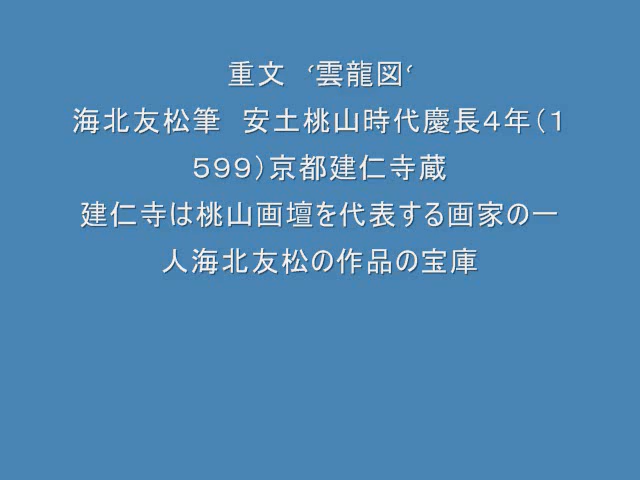 重文　‘雲龍図‘
海北友松筆　安土桃山時代慶長４年（１
５９９）京都建仁寺蔵
建仁寺は桃山画壇を代表する画家の一
人海北友松の作品の宝庫